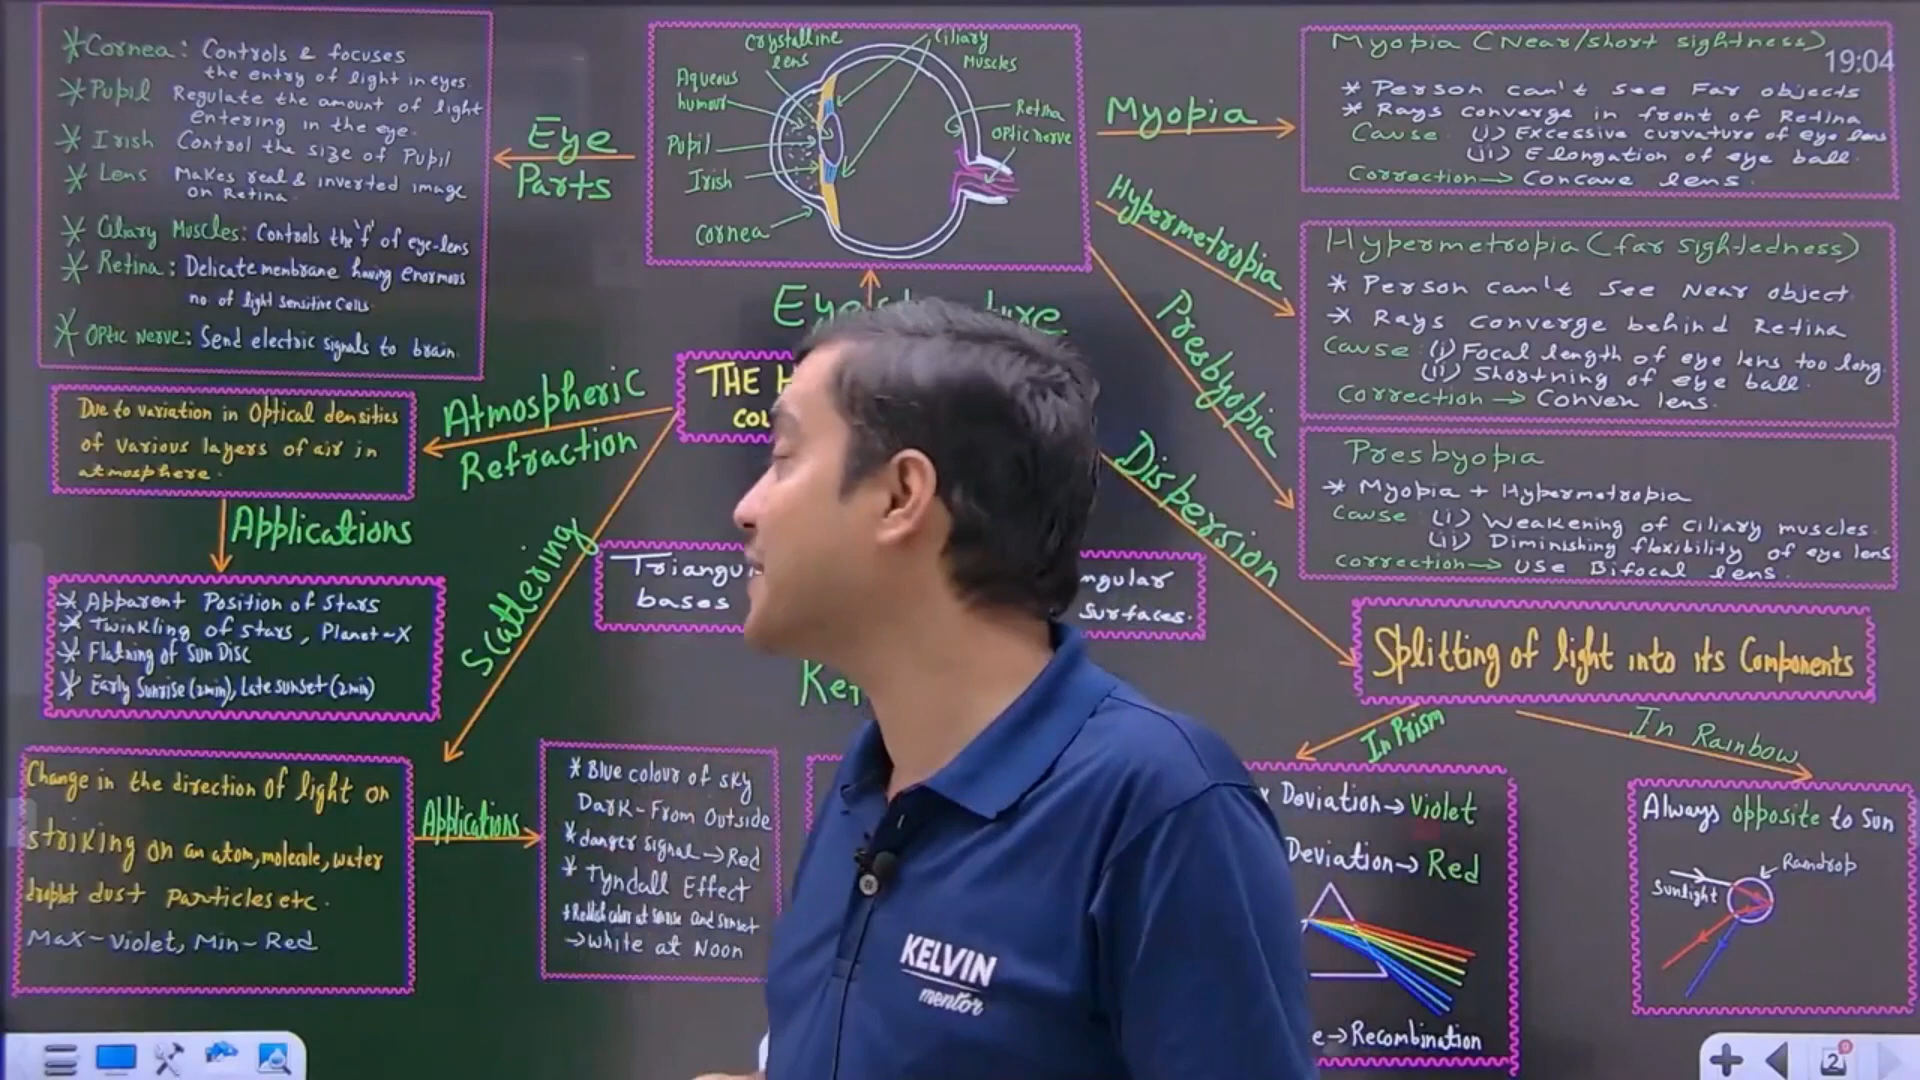 *Cornea: Controls & focuses
the entry of light in eyes.
*Pupil Regulate the amount of light
entering in the eye.
* Irish Control the size of Pupil
* Lens Makes real & inverted image
on Retina.
* Ciliary Muscles: Controls the 'f' of eye-lens
* Retina: Delicate membrane having enormous
no of light sensitive Cells
* Optic Nerve: Send electric signals to brain.
Eye
Parts
Crystalline
lens
Ciliary
Muscles
Aqueous
humour
Retina
Optic nerve
Pupil
Irish
Cornea
Myopia
Hypermetropia
Presbyopia
Dispersion
Myopia (Near/short sightness)
19:04
* Person can't see Far objects
* Rays converge in front of Retina
Cause (i) Excessive curvature of eye lens
(ii) Elongation of eye ball.
Correction → Concave lens.
Hypermetropia (far sightedness)
* Person can't see Near object.
* Rays converge behind Retina
Cause (i) Focal length of eye lens too long.
(ii) Shortning of eye ball.
Correction → Conven lens.
Presbyopia
* Myopia + Hypermetropia
Cause (i) Weakening of ciliary muscles.
(ii) Diminishing flexibility of eye lens
Correction → Use Bifocal lens.
THE H
COL
Atmospheric
Refraction
Due to variation in Optical densities
of various layers of air in
atmosphere.
Applications
* Apparent Position of Stars
* Twinkling of stars, Planet-X
* Flatning of Sun Disc
* Early Sunrise (2min), Late sunset (2min)
Scattering
Triangu
bases
ngular
surfaces.
Splitting of light into its Components
In Prism
In Rainbow
Change in the direction of light on
striking on an atom, molecule, water
droplet dust Particles etc.
Max-Violet, Min-Red
Applications
* Blue colour of sky
Dark-From Outside
* danger signal → Red
* Tyndall Effect
* Reddish color at sunrise and sunset
→ White at Noon
Deviation → Violet
Deviation → Red
e → Recombination
Always opposite to Sun
Sunlight
Raindrop
KELVIN
mentor
2